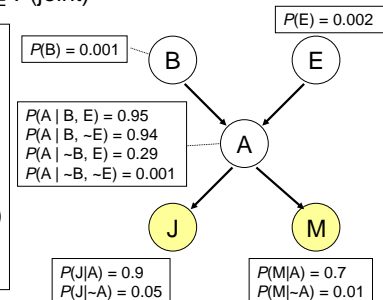 P(joint)
P(E) = 0.002
P(B) = 0.001
B
E
P(A | B, E) = 0.95
P(A | B, ~E) = 0.94
P(A | ~B, E) = 0.29
P(A | ~B, ~E) = 0.001
A
J
M
P(J|A) = 0.9
P(J|~A) = 0.05
P(M|A) = 0.7
P(M|~A) = 0.01